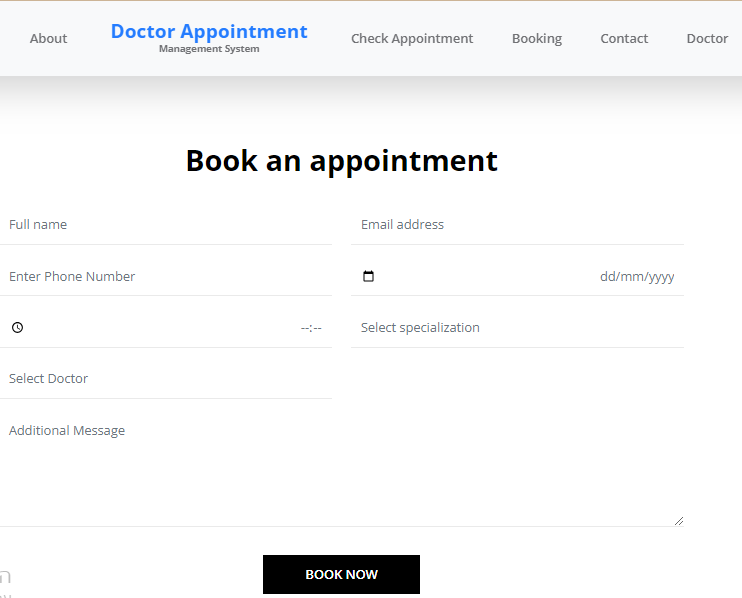 About
Doctor Appointment
Management System
Check Appointment
Booking
Contact
Doctor
Book an appointment
Full name
Email address
Enter Phone Number
dd/mm/yyyy
--:--
Select specialization
Select Doctor
Additional Message
BOOK NOW